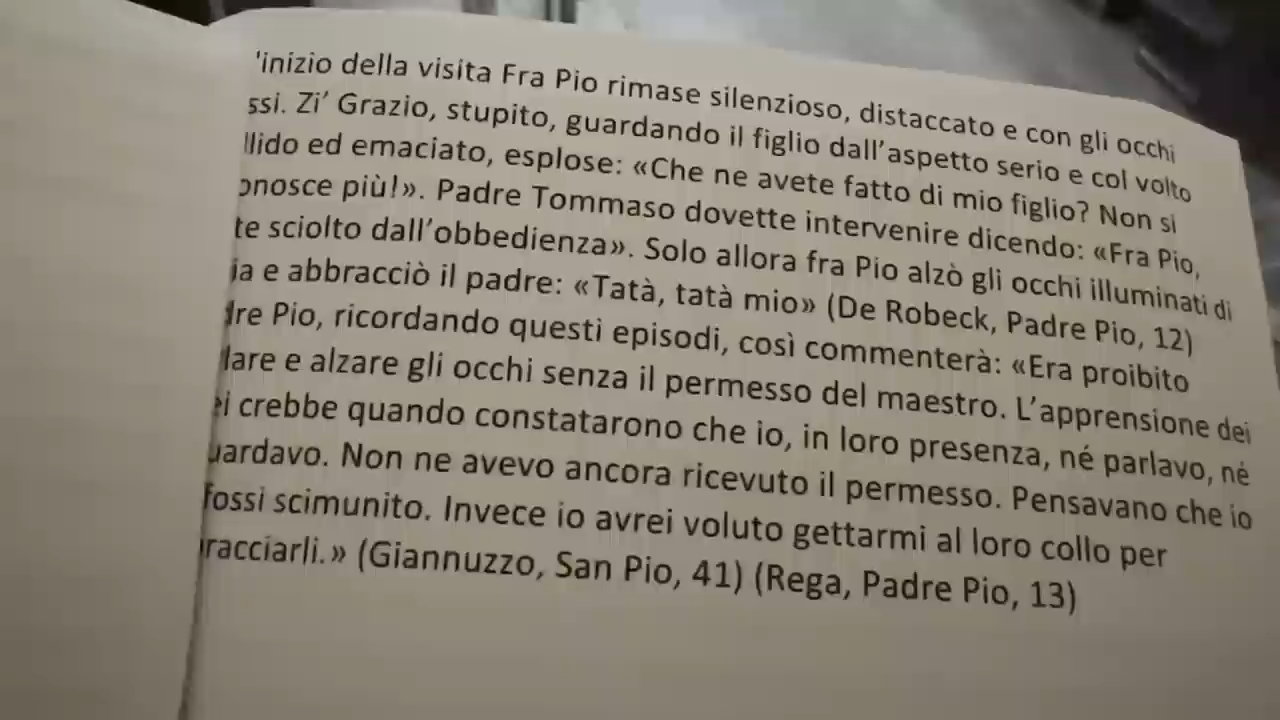 'inizio della visita Fra Pio rimase silenzioso, distaccato e con gli occhi
ssi. Zi' Grazio, stupito, guardando il figlio dall'aspetto serio e col volto
llido ed emaciato, esplose: «Che ne avete fatto di mio figlio? Non si
onosce più!». Padre Tommaso dovette intervenire dicendo: «Fra Pio,
te sciolto dall'obbedienza». Solo allora fra Pio alzò gli occhi illuminati di
ia e abbracciò il padre: «Tatà, tatà mio» (De Robeck, Padre Pio, 12)
dre Pio, ricordando questi episodi, così commenterà: «Era proibito
lare e alzare gli occhi senza il permesso del maestro. L'apprensione dei
ei crebbe quando constatarono che io, in loro presenza, né parlavo, né
uardavo. Non ne avevo ancora ricevuto il permesso. Pensavano che io
fossi scimunito. Invece io avrei voluto gettarmi al loro collo per
racciarli.» (Giannuzzo, San Pio, 41) (Rega, Padre Pio, 13)